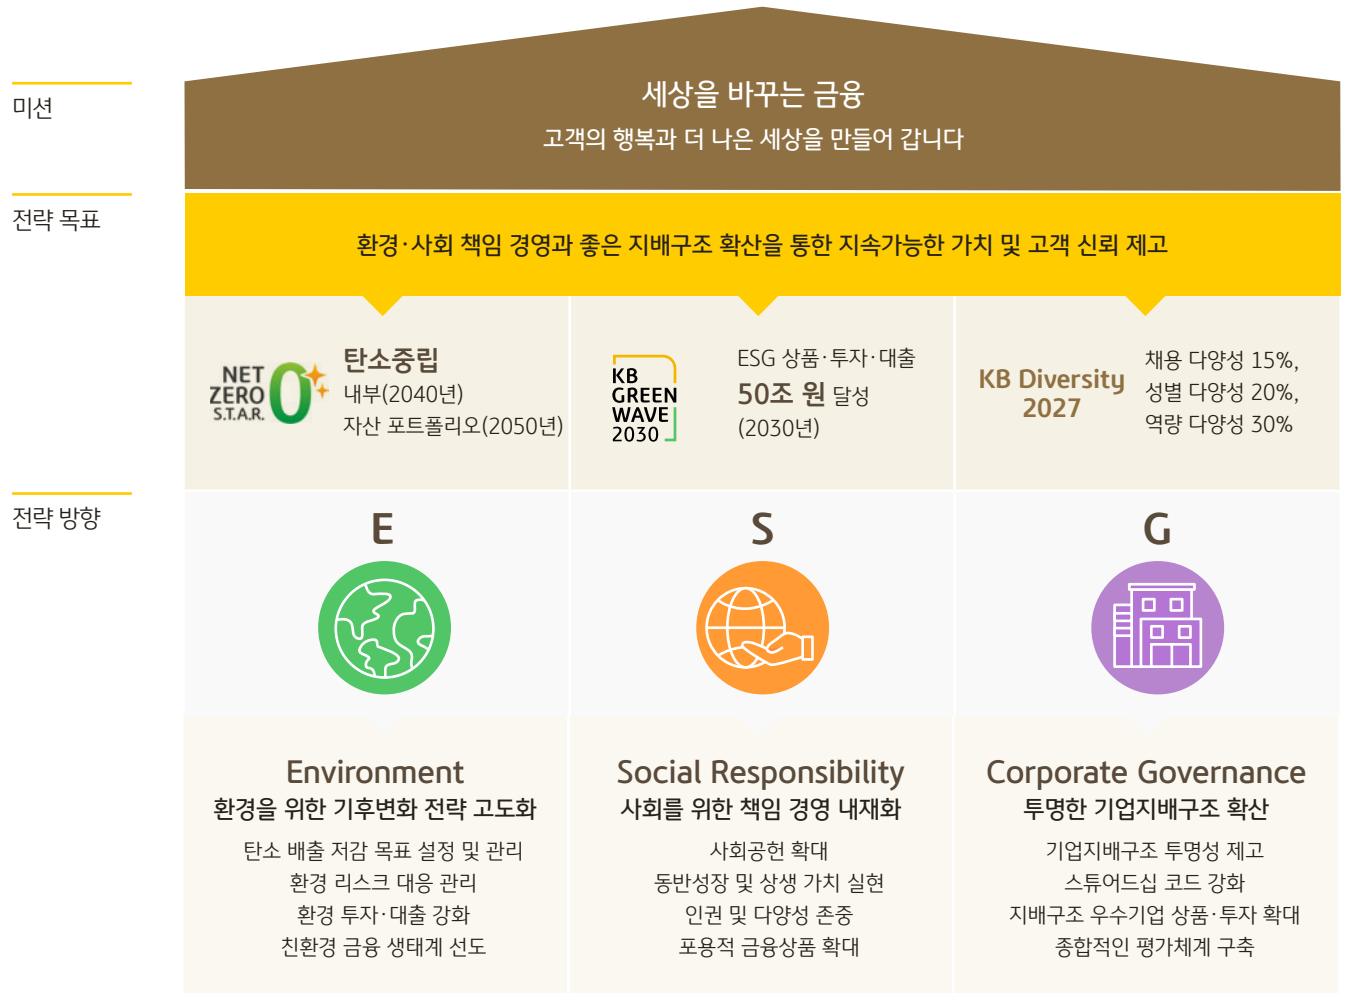 미션
세상을 바꾸는 금융
고객의 행복과 더 나은 세상을 만들어 갑니다
전략 목표
환경·사회 책임 경영과 좋은 지배구조 확산을 통한 지속가능한 가치 및 고객 신뢰 제고
NET
ZERO
S.T.A.R.
0
탄소중립
내부(2040년)
자산 포트폴리오(2050년)
KB
GREEN
WAVE
2030
ESG 상품·투자·대출
50조 원 달성
(2030년)
KB Diversity
2027
채용 다양성 15%,
성별 다양성 20%,
역량 다양성 30%
전략 방향
E
S
G
Environment
환경을 위한 기후변화 전략 고도화
탄소 배출 저감 목표 설정 및 관리
환경 리스크 대응 관리
환경 투자·대출 강화
친환경 금융 생태계 선도
Social Responsibility
사회를 위한 책임 경영 내재화
사회공헌 확대
동반성장 및 상생 가치 실현
인권 및 다양성 존중
포용적 금융상품 확대
Corporate Governance
투명한 기업지배구조 확산
기업지배구조 투명성 제고
스튜어드십 코드 강화
지배구조 우수기업 상품·투자 확대
종합적인 평가체계 구축